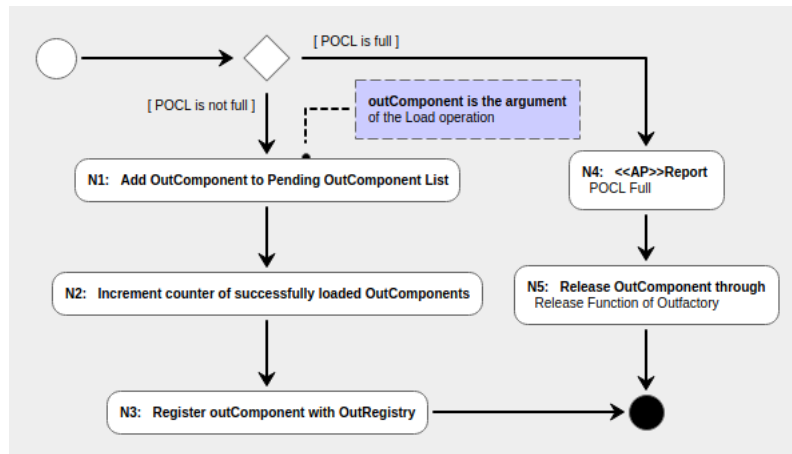 [ POCL is full ]
[ POCL is not full ]
outComponent is the argument
of the Load operation
N1: Add OutComponent to Pending OutComponent List
N4: <<AP>>Report
POCL Full
N2: Increment counter of successfully loaded OutComponents
N5: Release OutComponent through
Release Function of Outfactory
N3: Register outComponent with OutRegistry